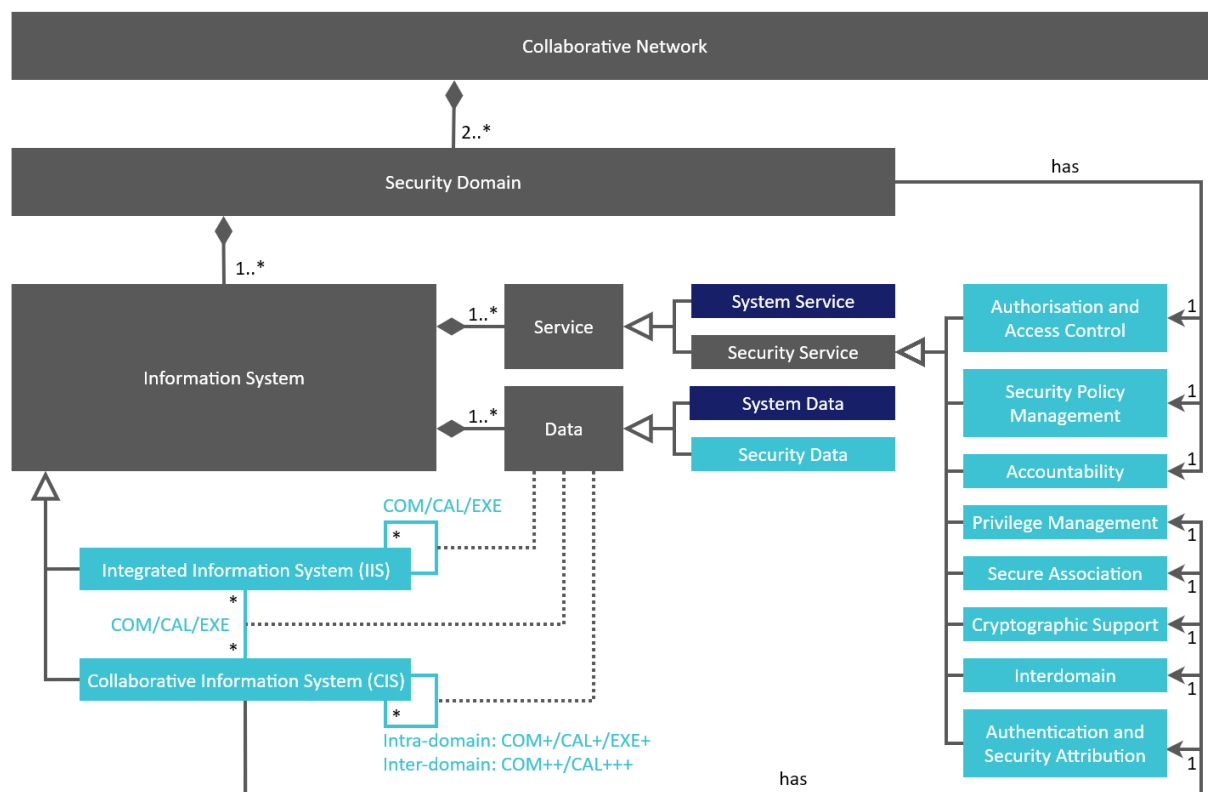 Collaborative Network
2..*
Security Domain
has
1..*
Information System
1..*
Service
System Service
Security Service
1..*
Data
System Data
Security Data
Authorisation and
Access Control
1
Security Policy
Management
1
Accountability
1
Privilege Management
1
Secure Association
1
Cryptographic Support
1
Interdomain
1
Authentication and
Security Attribution
1
COM/CAL/EXE
*
Integrated Information System (IIS)
*
COM/CAL/EXE
*
Collaborative Information System (CIS)
*
Intra-domain: COM+/CAL+/EXE+
Inter-domain: COM++/CAL+++
has